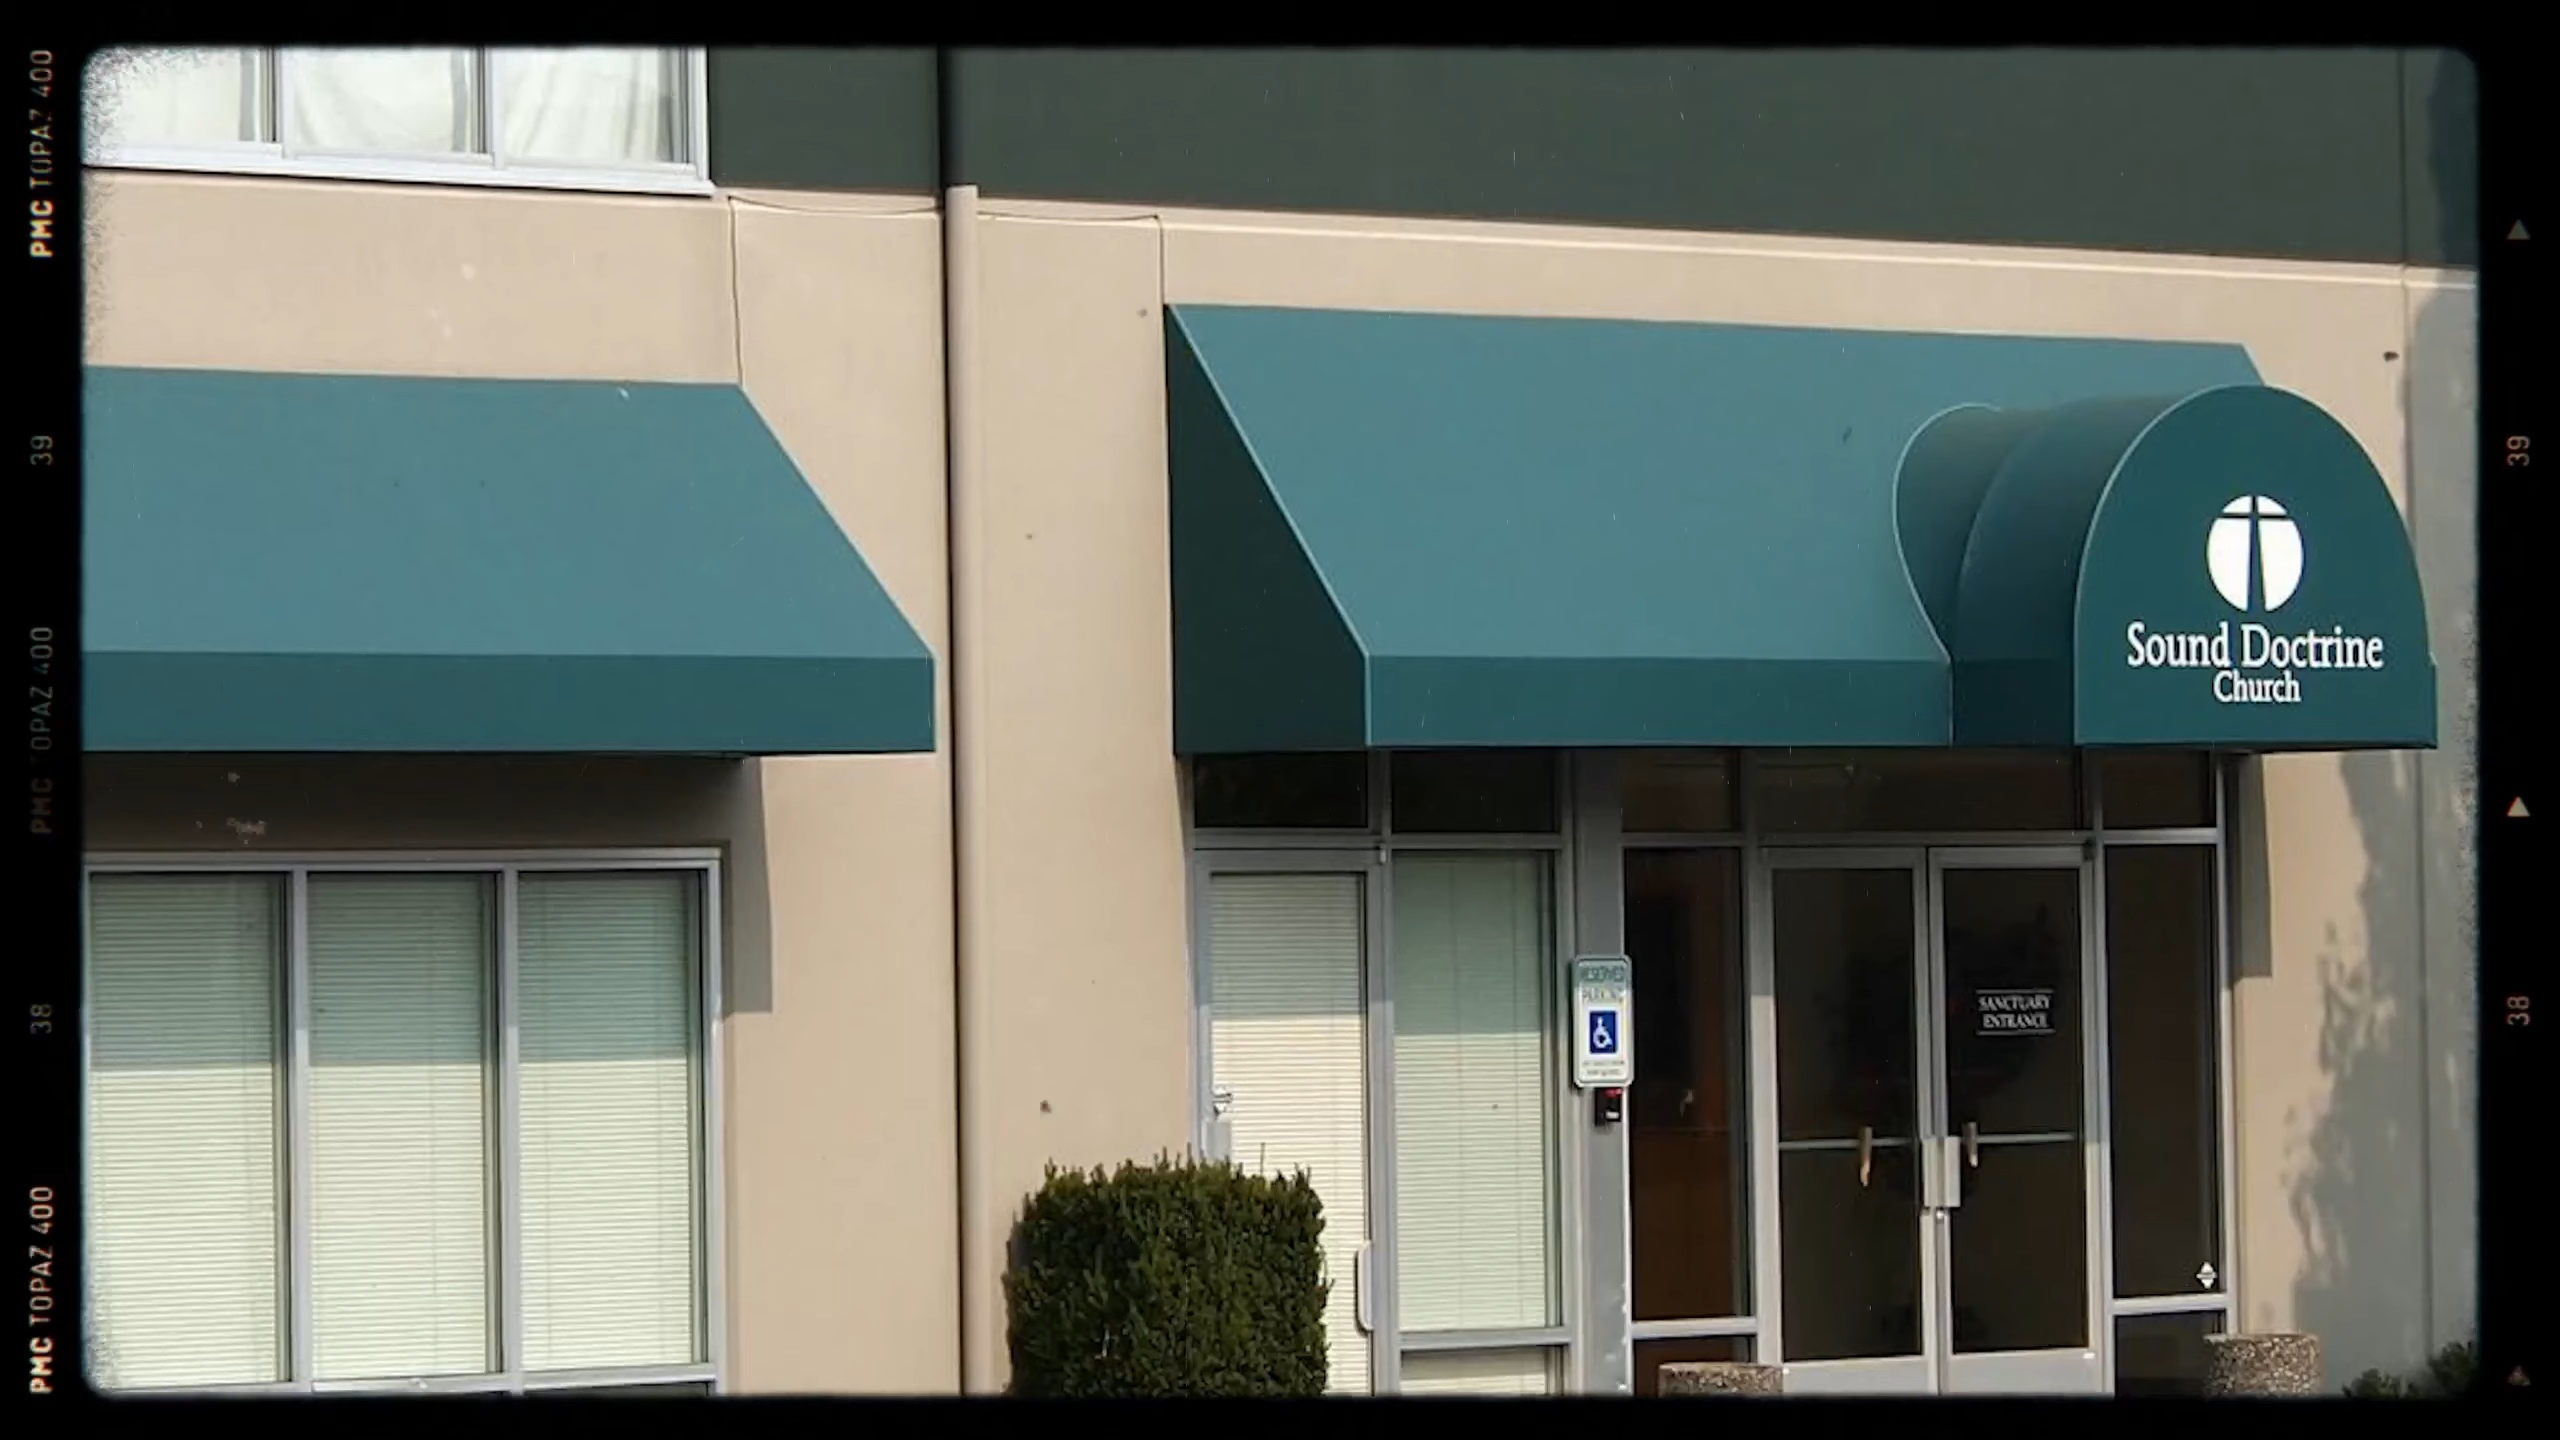 PMC TOPAZ 400
39
PMC TOPAZ 400
38
PMC TOPAZ 400
Sound Doctrine
Church
RESERVED
PARKING
SANCTUARY
ENTRANCE
39
38